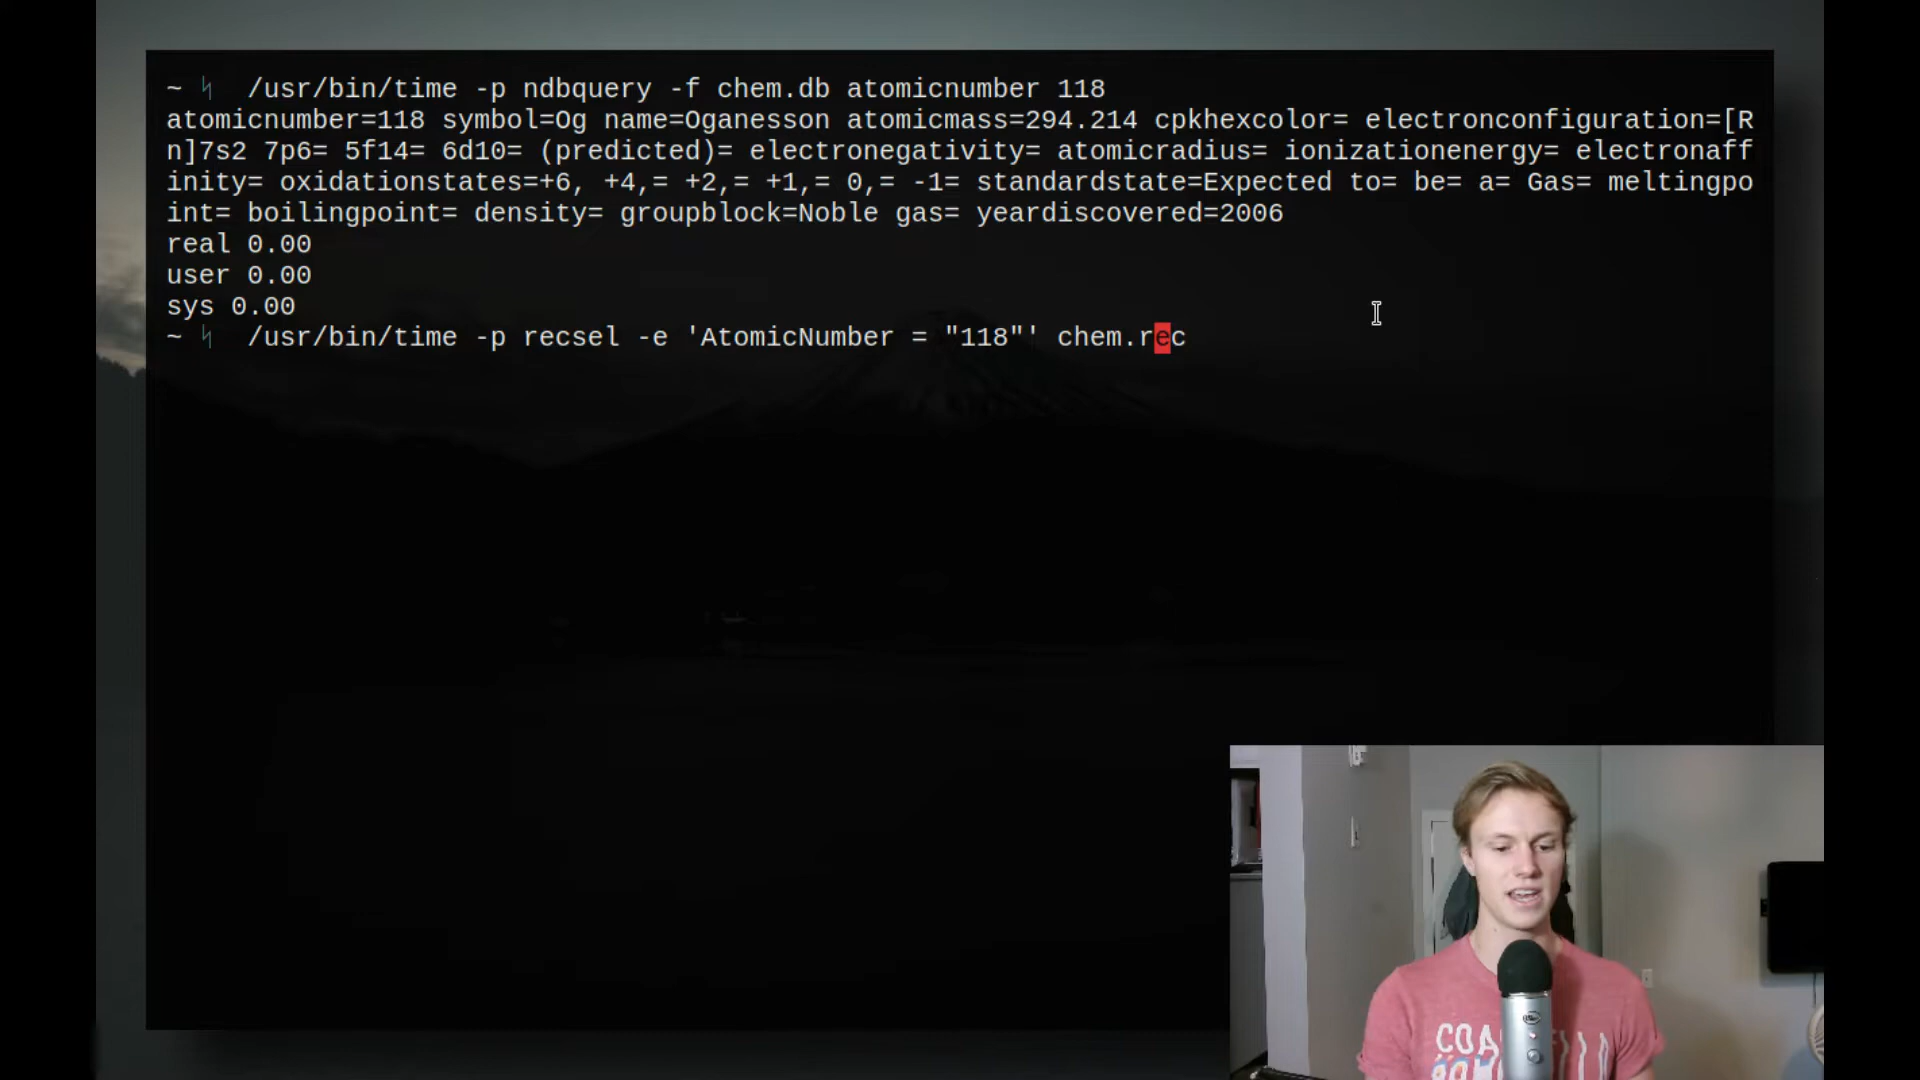 ~ ᛋ /usr/bin/time -p ndbquery -f chem.db atomicnumber 118
atomicnumber=118 symbol=Og name=Oganesson atomicmass=294.214 cpkhexcolor= electronconfiguration=[R
n]7s2 7p6= 5f14= 6d10= (predicted)= electronegativity= atomicradius= ionizationenergy= electronaff
inity= oxidationstates=+6, +4,= +2,= +1,= 0,= -1= standardstate=Expected to= be= a= Gas= meltingpo
int= boilingpoint= density= groupblock=Noble gas= yeardiscovered=2006
real 0.00
user 0.00
sys 0.00
~ ᛋ /usr/bin/time -p recsel -e 'AtomicNumber = "118"' chem.rec